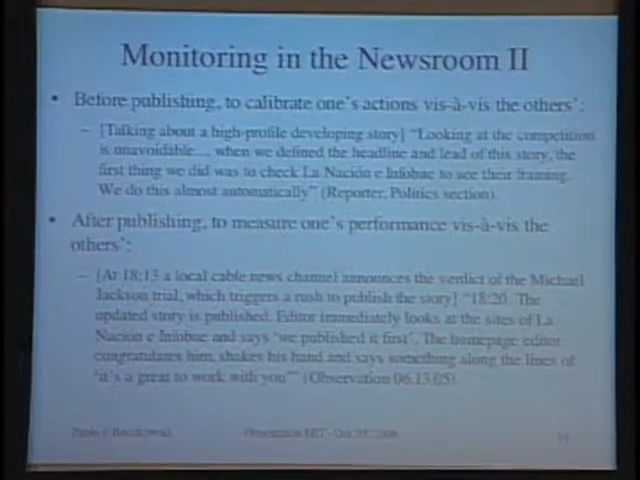 Monitoring in the Newsroom II
• Before publishing, to calibrate one's actions vis-à-vis the others':
– [Talking about a high-profile developing story] "Looking at the competition
is unavoidable..., when we defined the headline and lead of this story, the
first thing we did was to check La Nación e Infobae to see their framing.
We do this almost automatically" (Reporter, Politics section).
• After publishing, to measure one's performance vis-à-vis the
others':
– [At 18:13 a local cable news channel announces the verdict of the Michael
Jackson trial, which triggers a rush to publish the story] "18:20. The
updated story is published. Editor immediately looks at the sites of La
Nación e Infobae and says 'we published it first'. The homepage editor
congratulates him, shakes his hand and says something along the lines of
'it's a great to work with you'" (Observation 06.13.05).
Pablo J. Boczkowski